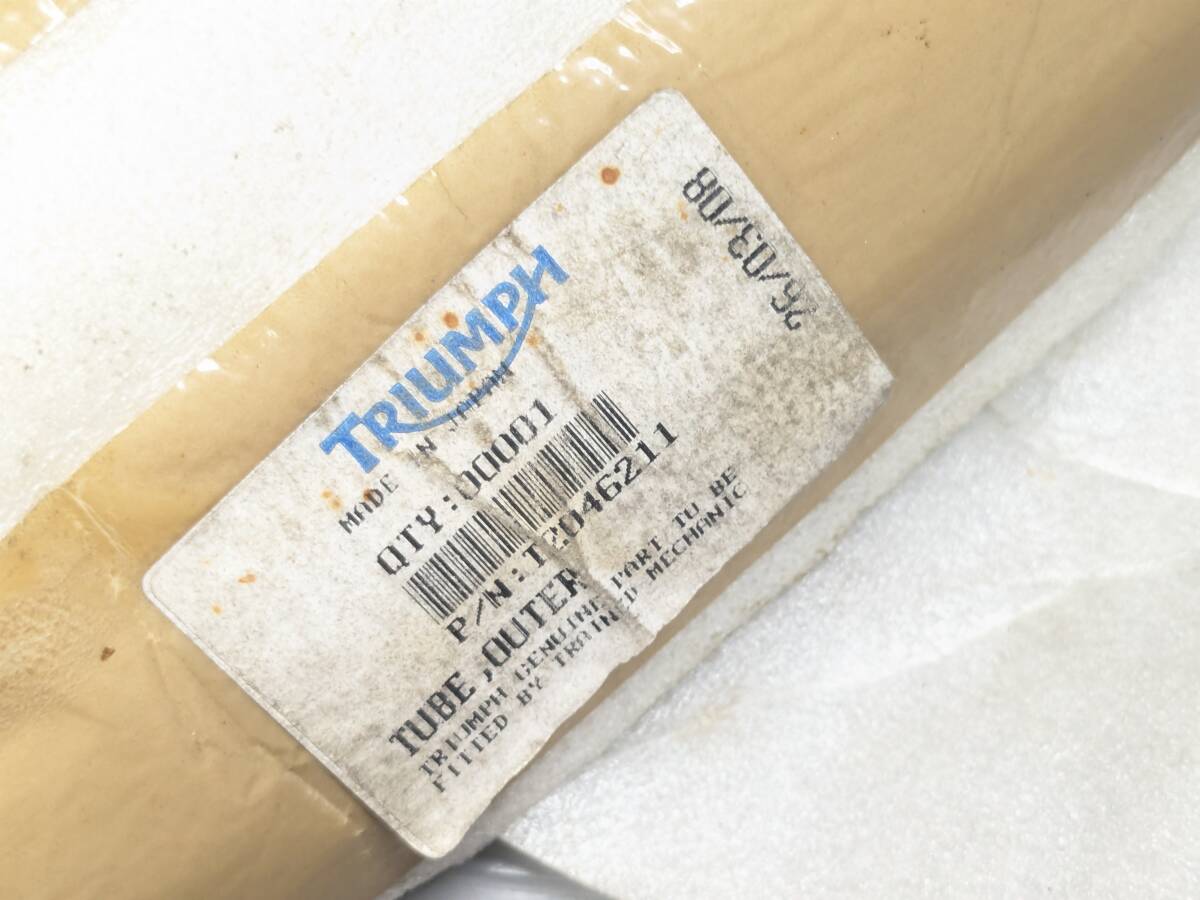 TRIUMPH
MADE IN JAPAN
QTY:00001
P/N:T2046211
TUBE,OUTER
TRIUMPH GENUINE PART TO BE
FITTED BY TRAINED MECHANIC
26/03/08